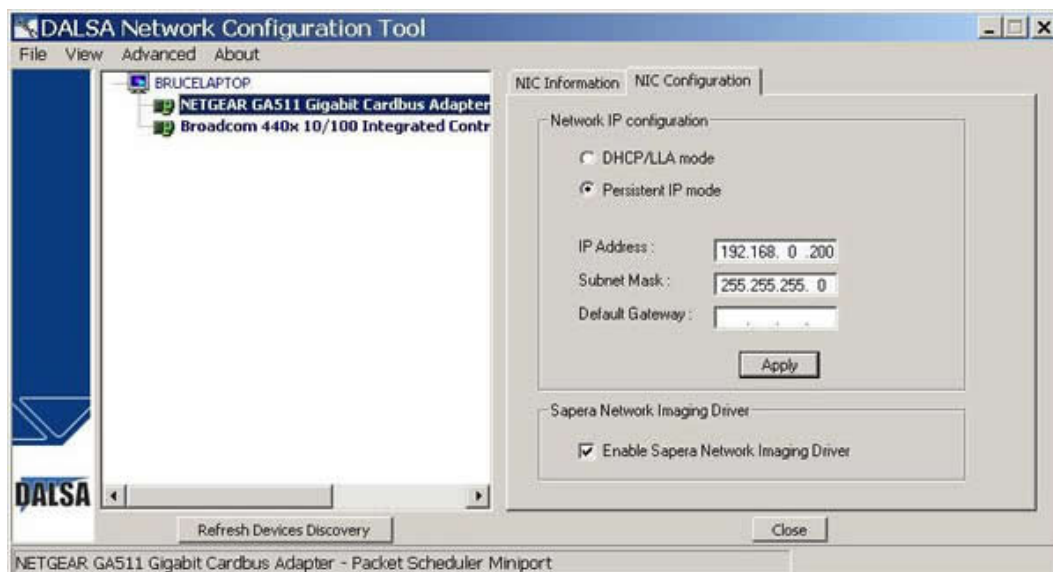 DALSA Network Configuration Tool
File View Advanced About
BRUCELAPTOP
NETGEAR GA511 Gigabit Cardbus Adapter
Broadcom 440x 10/100 Integrated Contr
NIC Information NIC Configuration
Network IP configuration
DHCP/LLA mode
Persistent IP mode
IP Address : 192.168. 0 .200
Subnet Mask : 255.255.255. 0
Default Gateway : . . .
Apply
Sapera Network Imaging Driver
Enable Sapera Network Imaging Driver
DALSA
Refresh Devices Discovery
Close
NETGEAR GA511 Gigabit Cardbus Adapter - Packet Scheduler Miniport